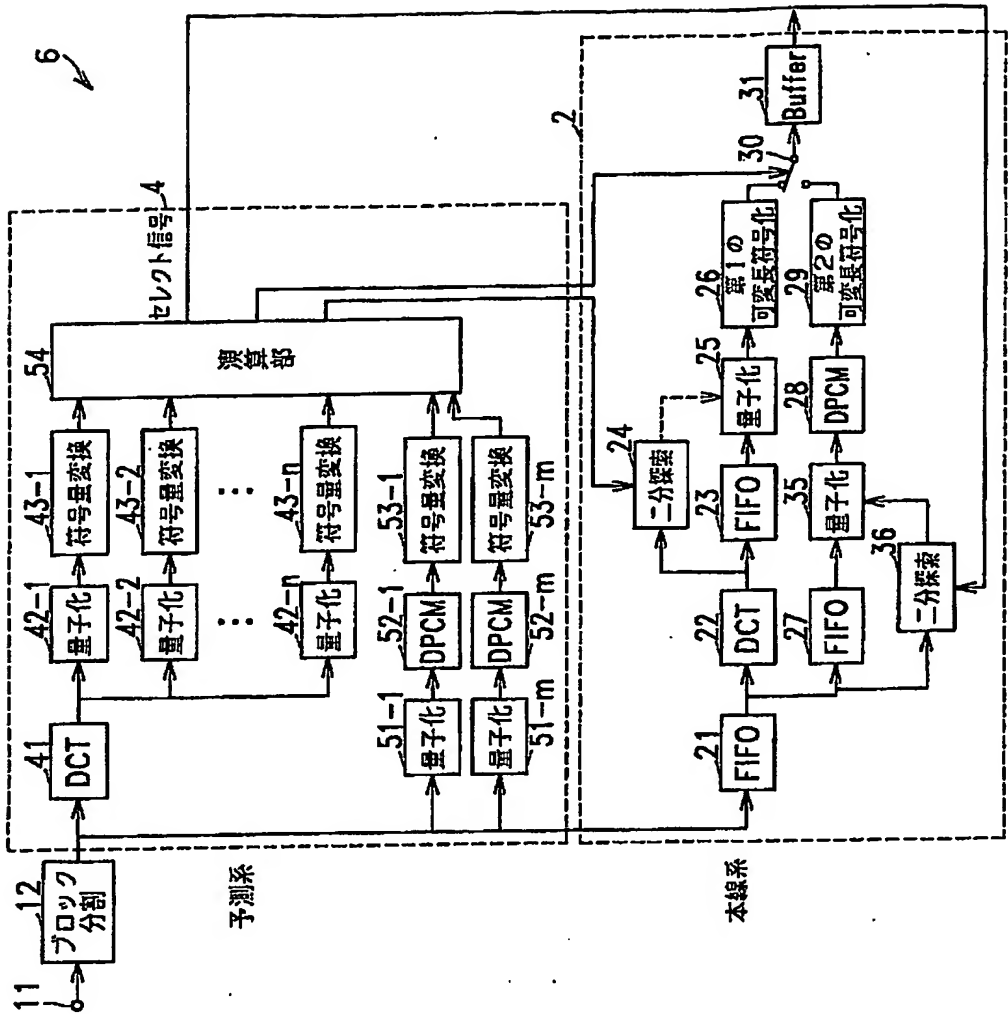 6
11
12
ブロック
分割
予測系
4
セレクト信号
41
DCT
42-1
量子化
43-1
符号量変換
42-2
量子化
43-2
符号量変換
42-n
量子化
43-n
符号量変換
51-1
量子化
52-1
DPCM
53-1
符号量変換
51-m
量子化
52-m
DPCM
53-m
符号量変換
54
演算部
本線系
2
21
FIFO
22
DCT
23
FIFO
24
二分探索
25
量子化
26
第1の
可変長符号化
27
FIFO
35
量子化
28
DPCM
29
第2の
可変長符号化
36
二分探索
30
31
Buffer